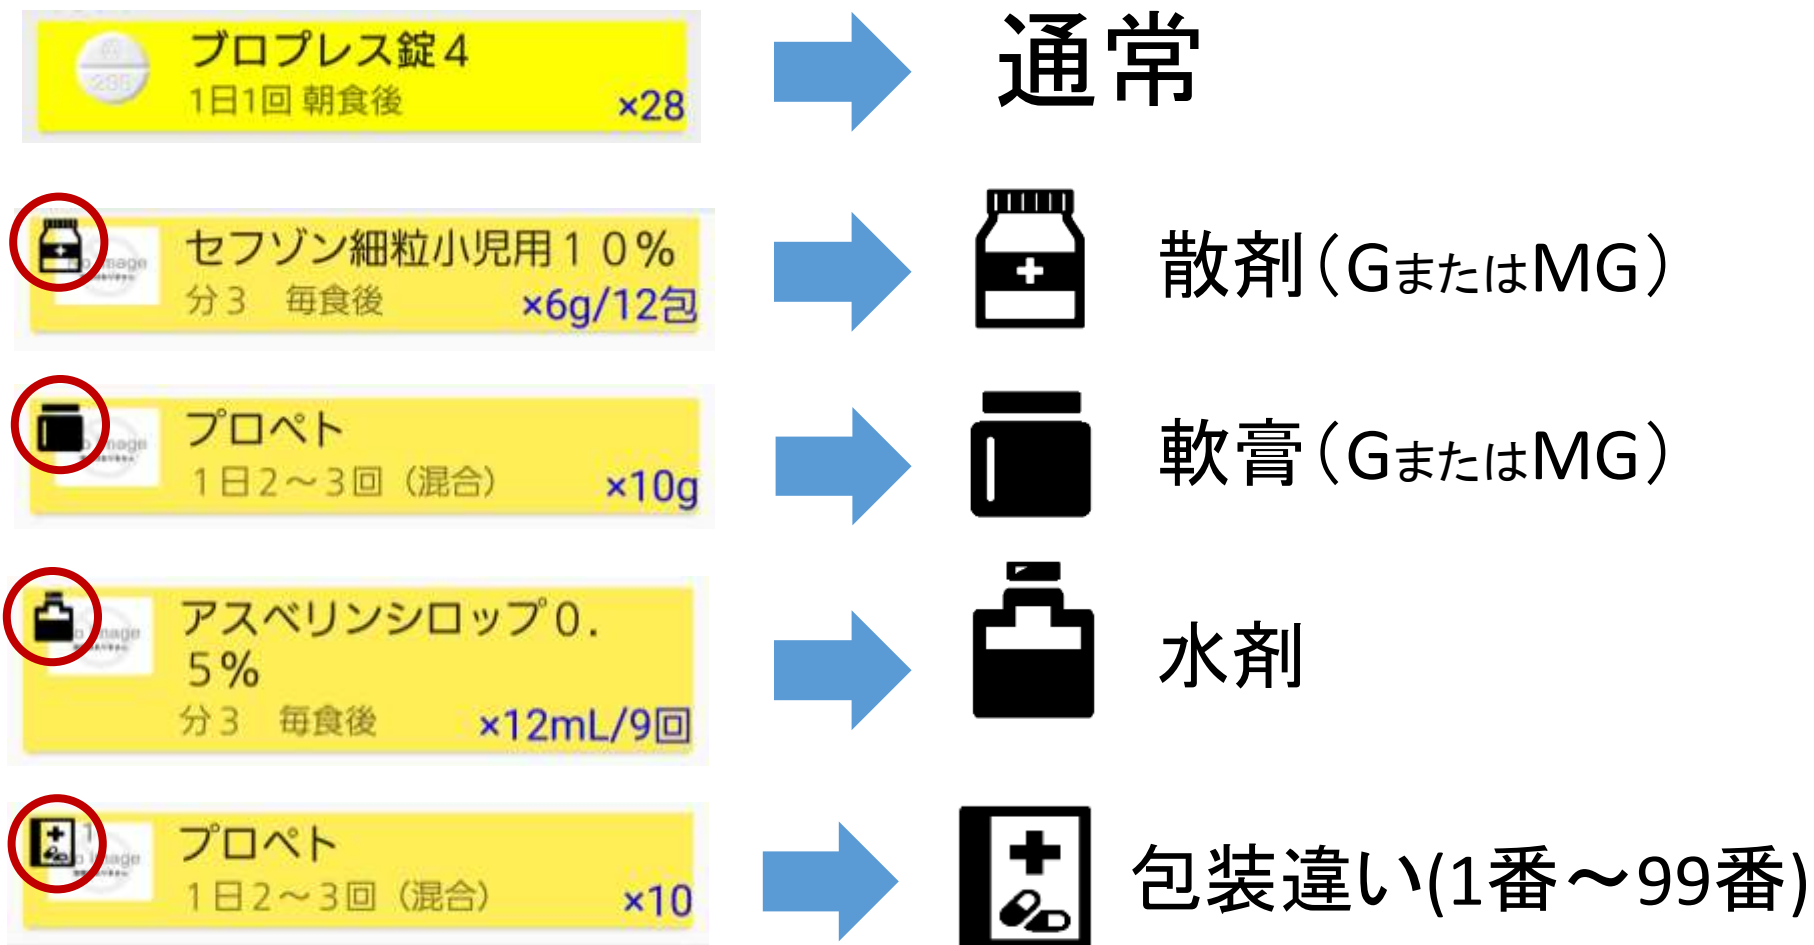 ブロプレス錠4
1日1回 朝食後
×28
通常
セフゾン細粒小児用10%
分3 毎食後
×6g/12包
散剤(GまたはMG)
プロペト
1日2～3回(混合)
×10g
軟膏(GまたはMG)
アスベリンシロップ0.
5%
分3 毎食後
×12mL/9回
水剤
1
プロペト
1日2～3回(混合)
×10
包装違い(1番～99番)